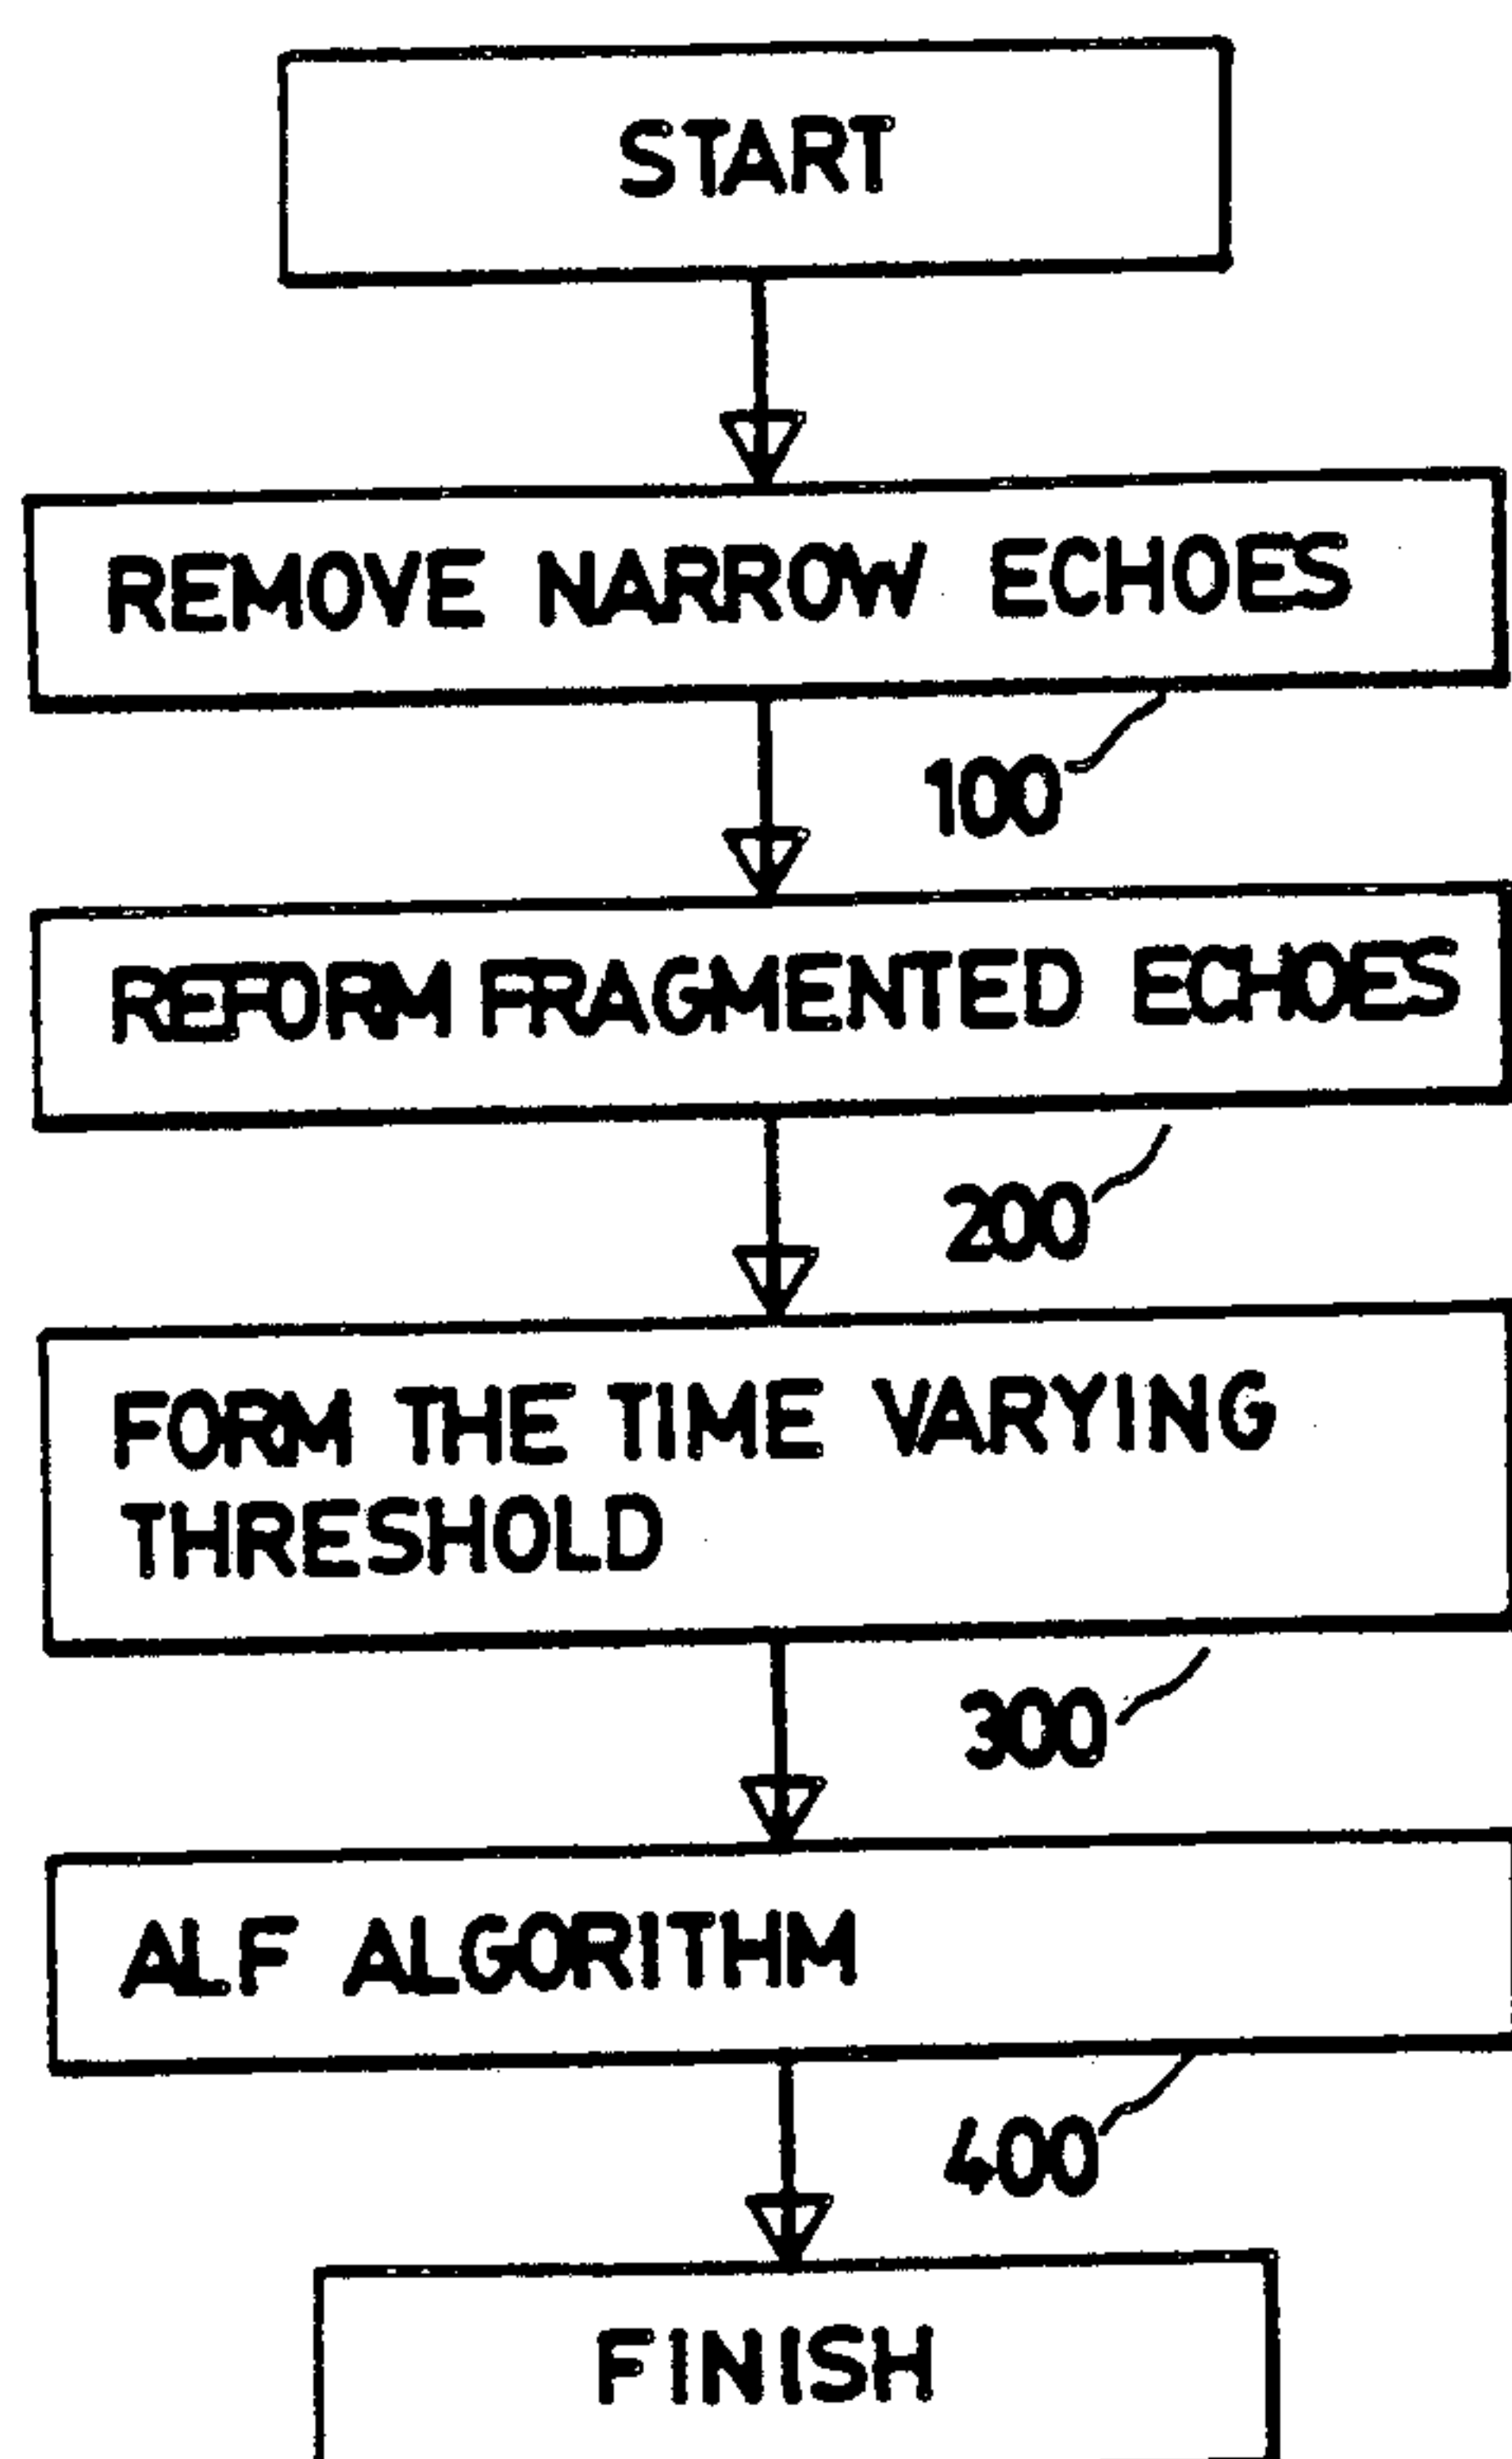 START
REMOVE NARROW ECHOES
100
REFORM FRAGMENTED ECHOES
200
FORM THE TIME VARYING
THRESHOLD
300
ALF ALGORITHM
400
FINISH